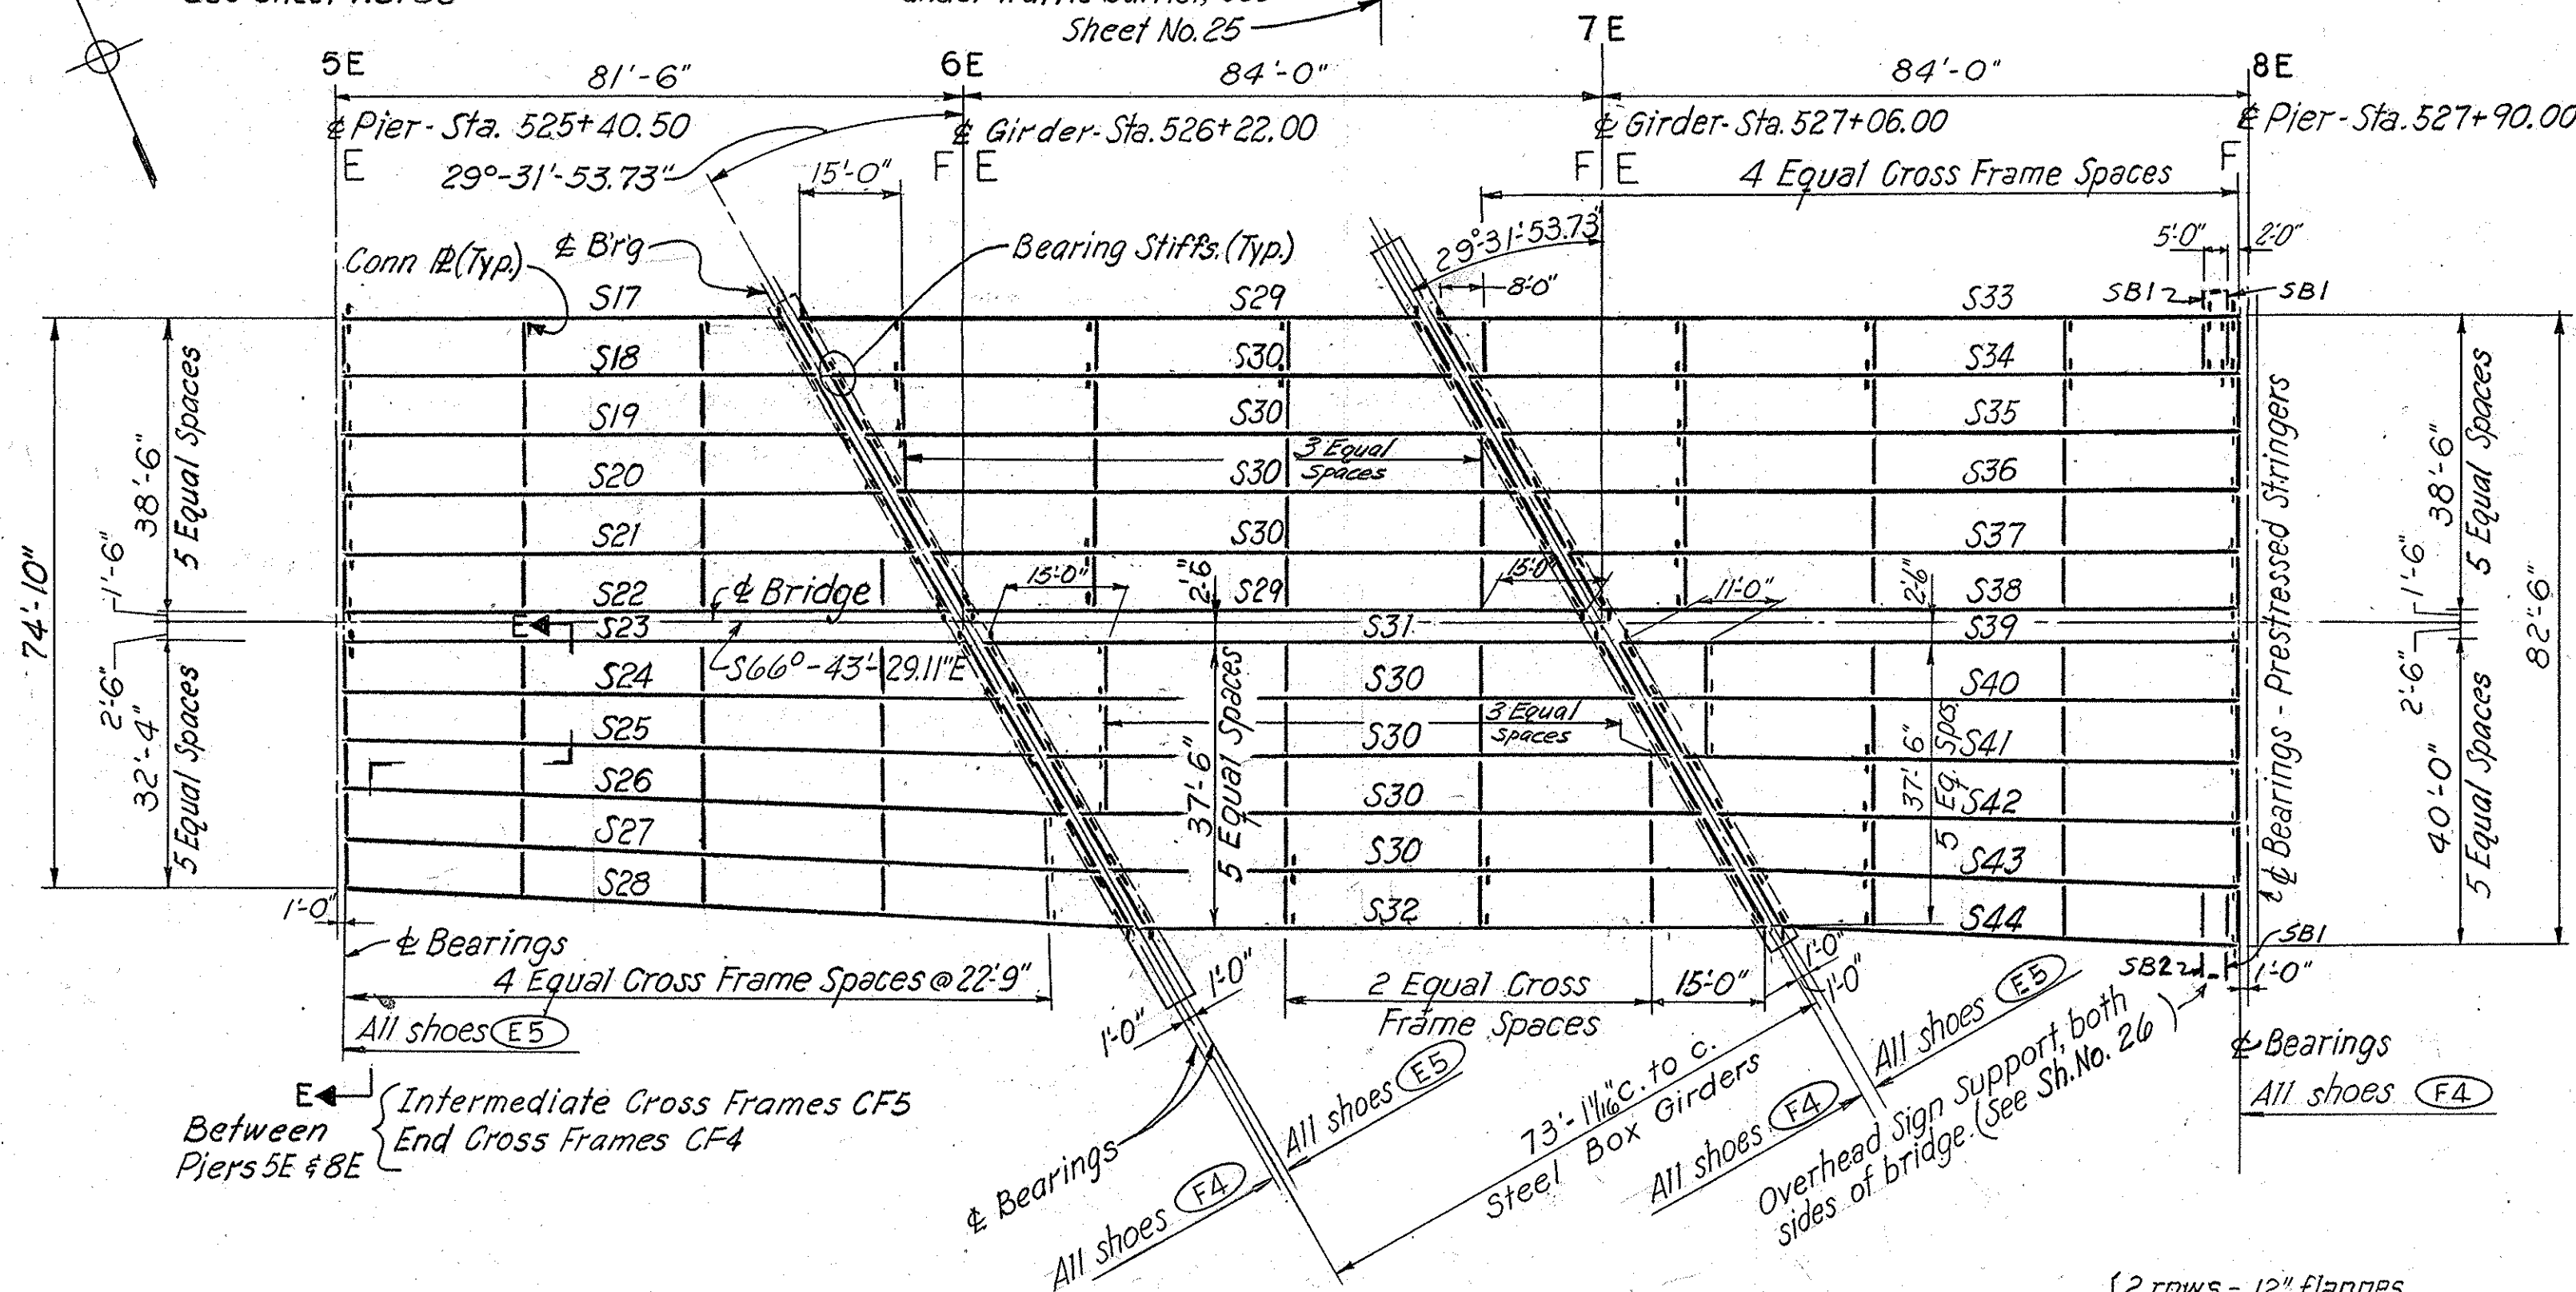 Sheet No. 25
5E
81'-6"
6E
84'-0"
7E
84'-0"
8E
℄ Pier - Sta. 525+40.50
℄ Girder - Sta. 526+22.00
℄ Girder - Sta. 527+06.00
℄ Pier - Sta. 527+90.00
E
29°-31'-53.73"
15'-0"
F
E
F
E
4 Equal Cross Frame Spaces
F
Conn ℄ (Typ.)
℄ Br'g
Bearing Stiffs. (Typ.)
29°-31'-53.73"
8'-0"
5'-0"
2'-0"
S17
S29
S33
SB1
SB1
S18
S30
S34
S19
S30
S35
3 Equal
Spaces
S20
S30
S36
S21
S30
S37
S22
℄ Bridge
15'-0"
2'-6"
S29
15'-0"
11'-0"
2'-6"
S38
E
S23
S31
S39
S66°-43'-29.11"E
S24
S30
S40
S25
S30
3 Equal
Spaces
S41
S26
S30
S42
S27
S30
S43
S28
S32
S44
74'-10"
38'-6"
5 Equal Spaces
1'-6"
2'-6"
32'-4"
5 Equal Spaces
37'-6"
5 Equal Spaces
37'-6"
5 Eq. Spcs.
℄ Bearings - Prestressed Stringers
38'-6"
5 Equal Spaces
1'-6"
2'-6"
40'-0"
5 Equal Spaces
82'-6"
1'-0"
℄ Bearings
4 Equal Cross Frame Spaces @ 22'-9"
All shoes E5
1'-0"
1'-0"
2 Equal Cross
Frame Spaces
15'-0"
1'-0"
1'-0"
SB2
SB1
1'-0"
℄ Bearings
All shoes F4
E
Between
Piers 5E & 8E
Intermediate Cross Frames CF5
End Cross Frames CF4
℄ Bearings
All shoes F4
All shoes E5
73'-1 1/16" c. to c.
Steel Box Girders
All shoes F4
All shoes E5
Overhead Sign Support, both
sides of bridge. (See Sh. No. 26)
2 rows - 12" flanges